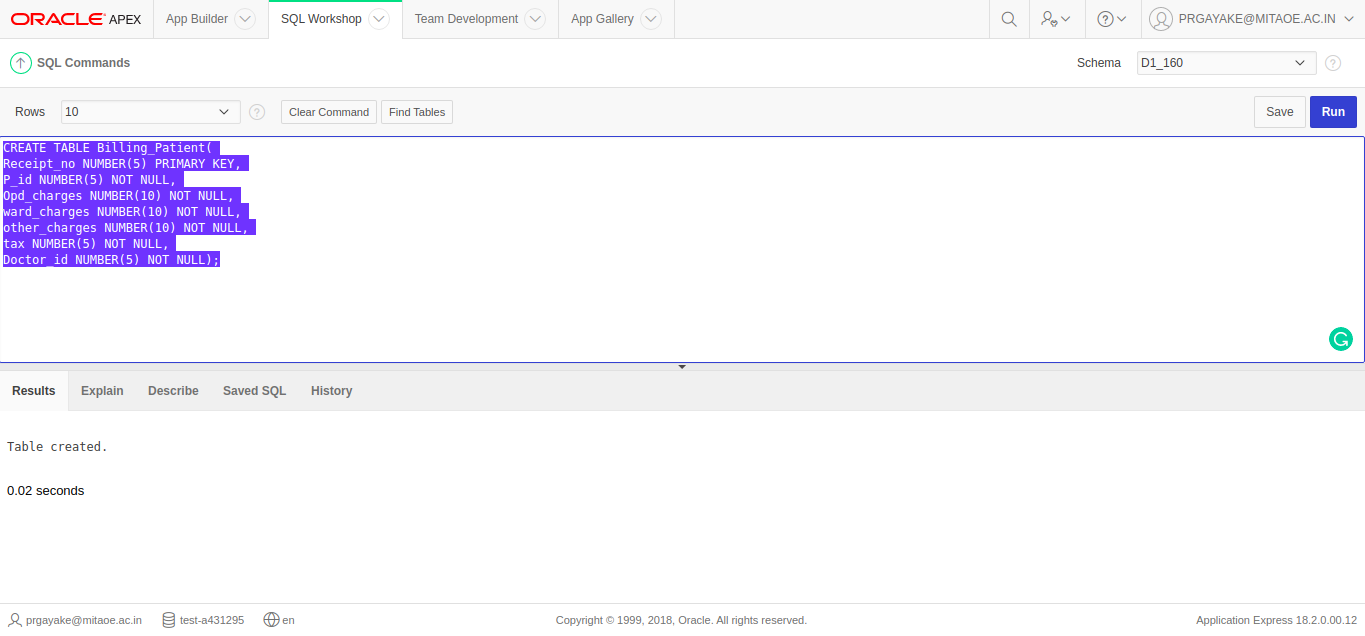 ORACLE APEX App Builder SQL Workshop Team Development App Gallery PRGAYAKE@MITAOE.AC.IN
SQL Commands Schema D1_160
Rows 10 Clear Command Find Tables Save Run
CREATE TABLE Billing_Patient(
Receipt_no NUMBER(5) PRIMARY KEY,
P_id NUMBER(5) NOT NULL,
Opd_charges NUMBER(10) NOT NULL,
ward_charges NUMBER(10) NOT NULL,
other_charges NUMBER(10) NOT NULL,
tax NUMBER(5) NOT NULL,
Doctor_id NUMBER(5) NOT NULL);
Results Explain Describe Saved SQL History
Table created.
0.02 seconds
prgayake@mitaoe.ac.in test-a431295 en Copyright © 1999, 2018, Oracle. All rights reserved. Application Express 18.2.0.00.12